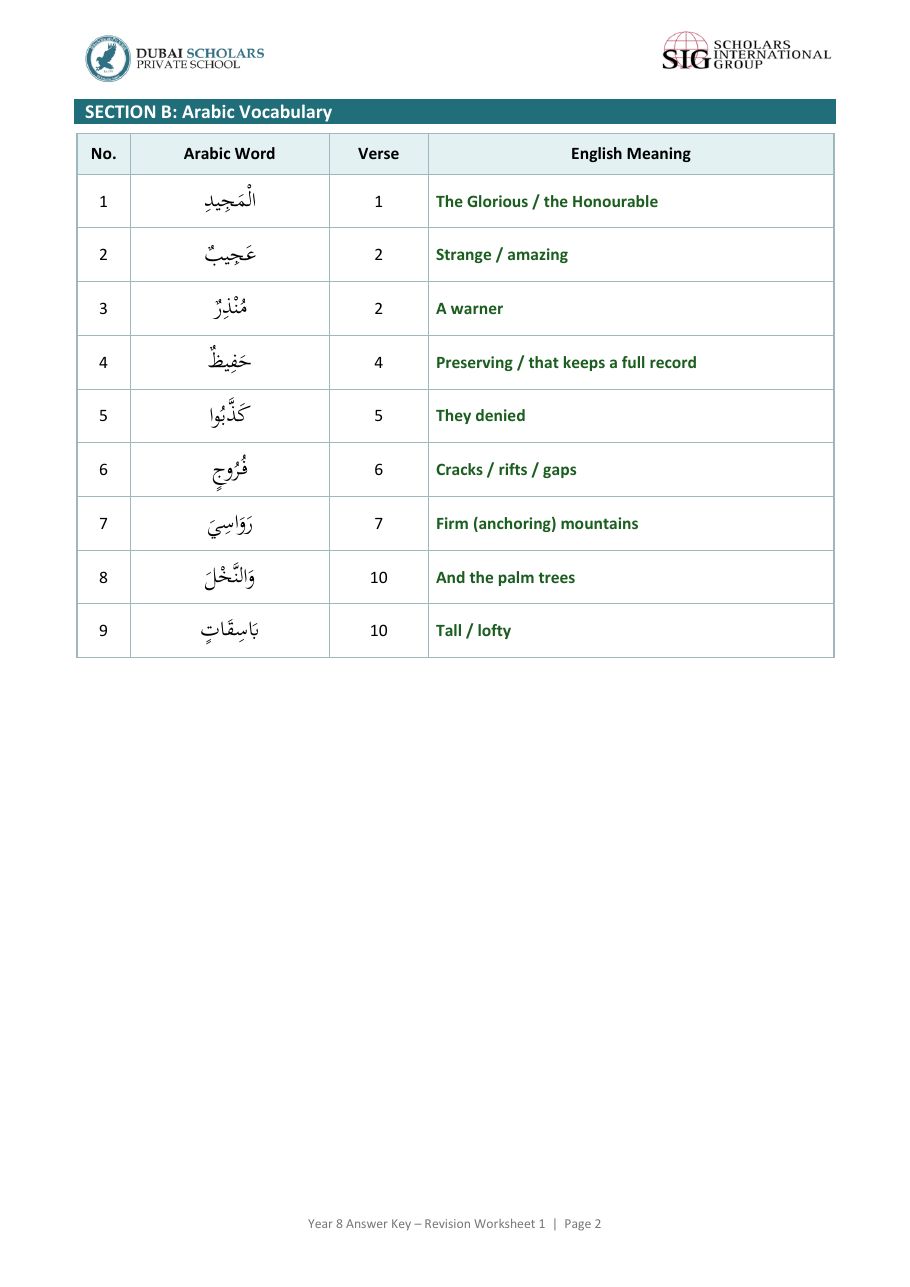 DUBAI SCHOLARS
PRIVATE SCHOOL
SCHOLARS
SIG INTERNATIONAL
GROUP
SECTION B: Arabic Vocabulary
No. Arabic Word Verse English Meaning
1 الْمَجِيدِ 1 The Glorious / the Honourable
2 عَجِيبٌ 2 Strange / amazing
3 مُنْذِرٌ 2 A warner
4 حَفِيظٌ 4 Preserving / that keeps a full record
5 كَذَّبُوا 5 They denied
6 فُرُوجٍ 6 Cracks / rifts / gaps
7 رَوَاسِيَ 7 Firm (anchoring) mountains
8 وَالنَّخْلَ 10 And the palm trees
9 بَاسِقَاتٍ 10 Tall / lofty
Year 8 Answer Key – Revision Worksheet 1 | Page 2